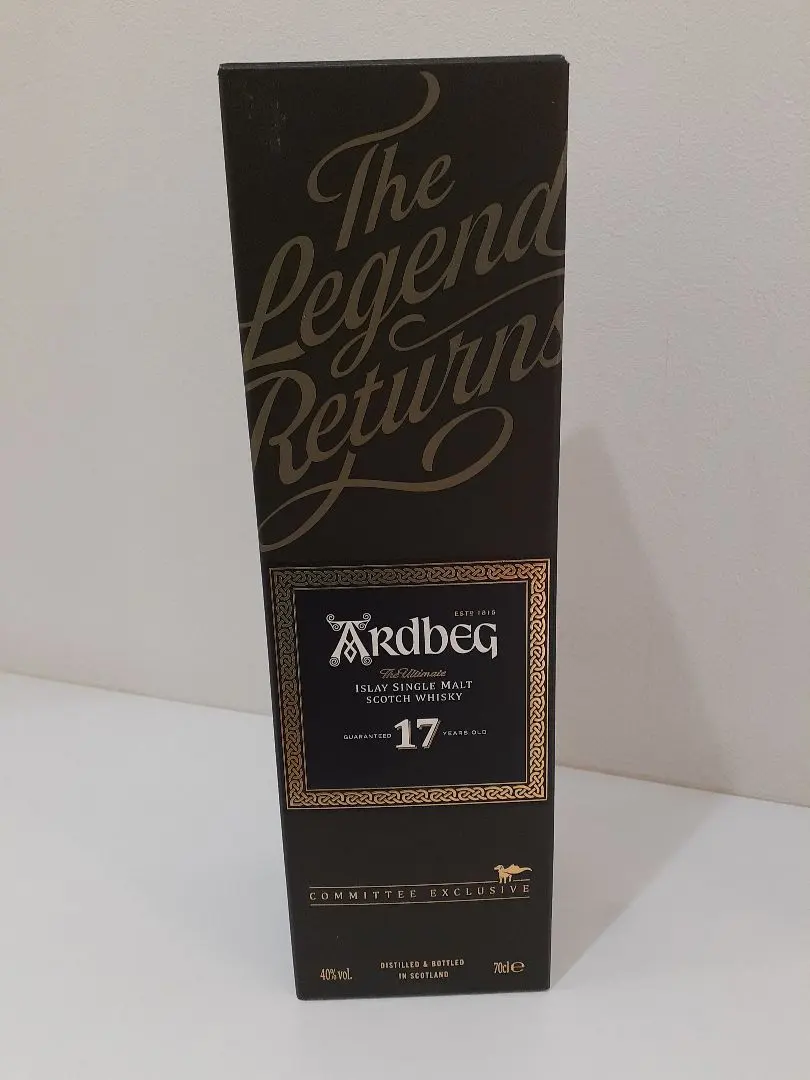 The
Legend
Returns
ESTD 1815
ARDBEG
The Ultimate
ISLAY SINGLE MALT
SCOTCH WHISKY
GUARANTEED 17 YEARS OLD
COMMITTEE EXCLUSIVE
40% vol. DISTILLED & BOTTLED 70cl e
IN SCOTLAND